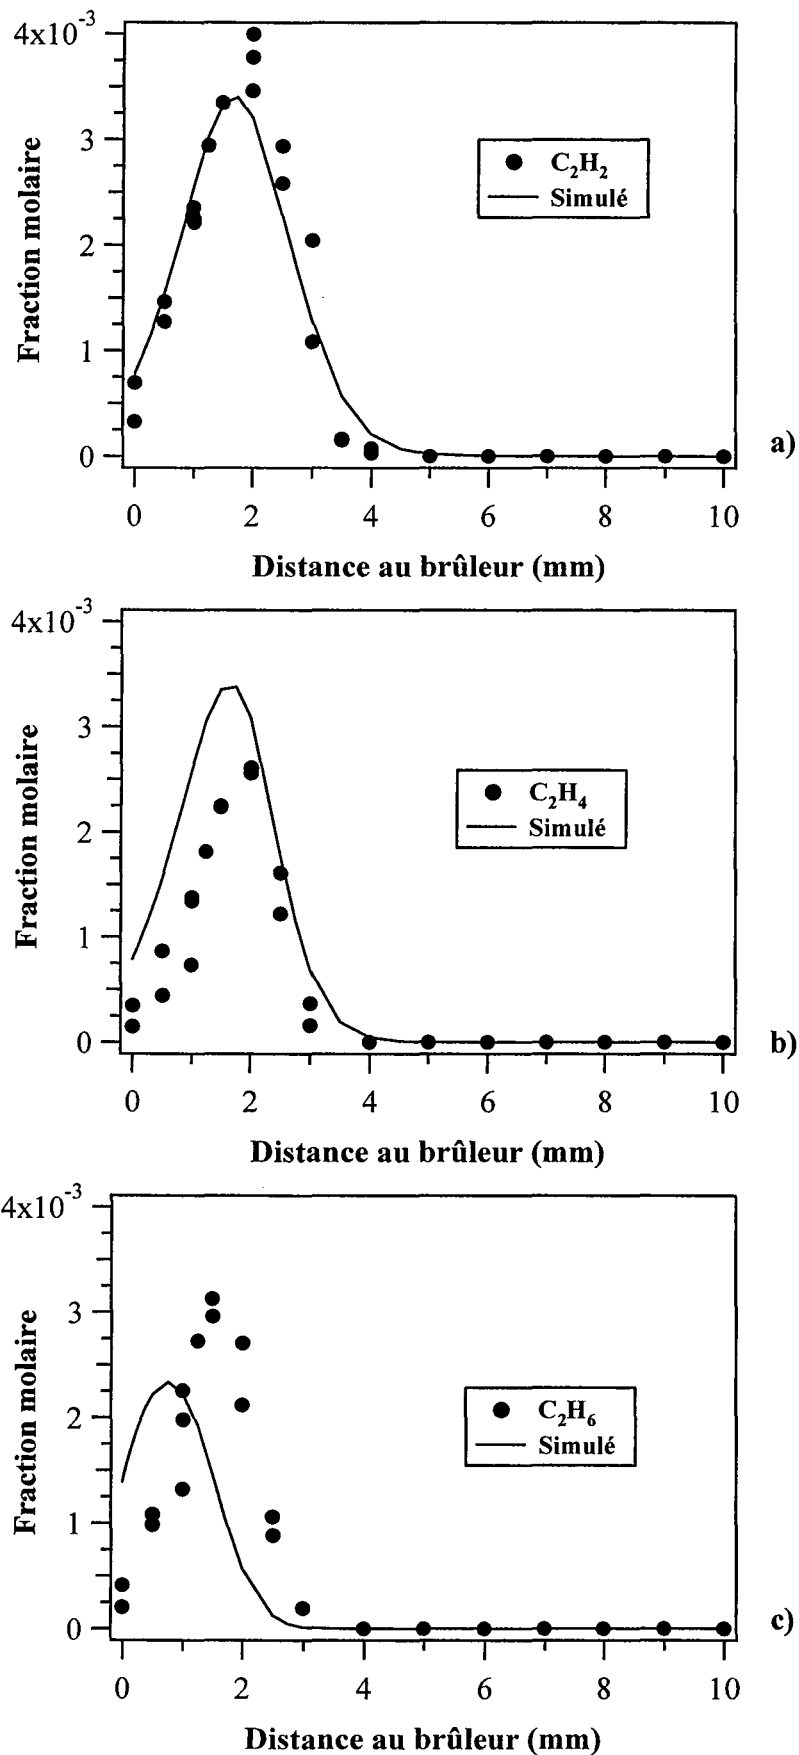 4x10⁻³
3
2
1
0
Fraction molaire
C₂H₂
Simulé
a)
0 2 4 6 8 10
Distance au brûleur (mm)
4x10⁻³
3
2
1
0
Fraction molaire
C₂H₄
Simulé
b)
0 2 4 6 8 10
Distance au brûleur (mm)
4x10⁻³
3
2
1
0
Fraction molaire
C₂H₆
Simulé
c)
0 2 4 6 8 10
Distance au brûleur (mm)